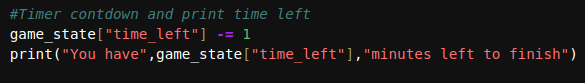 #Timer contdown and print time left
game_state["time_left"] -= 1
print("You have",game_state["time_left"],"minutes left to finish")